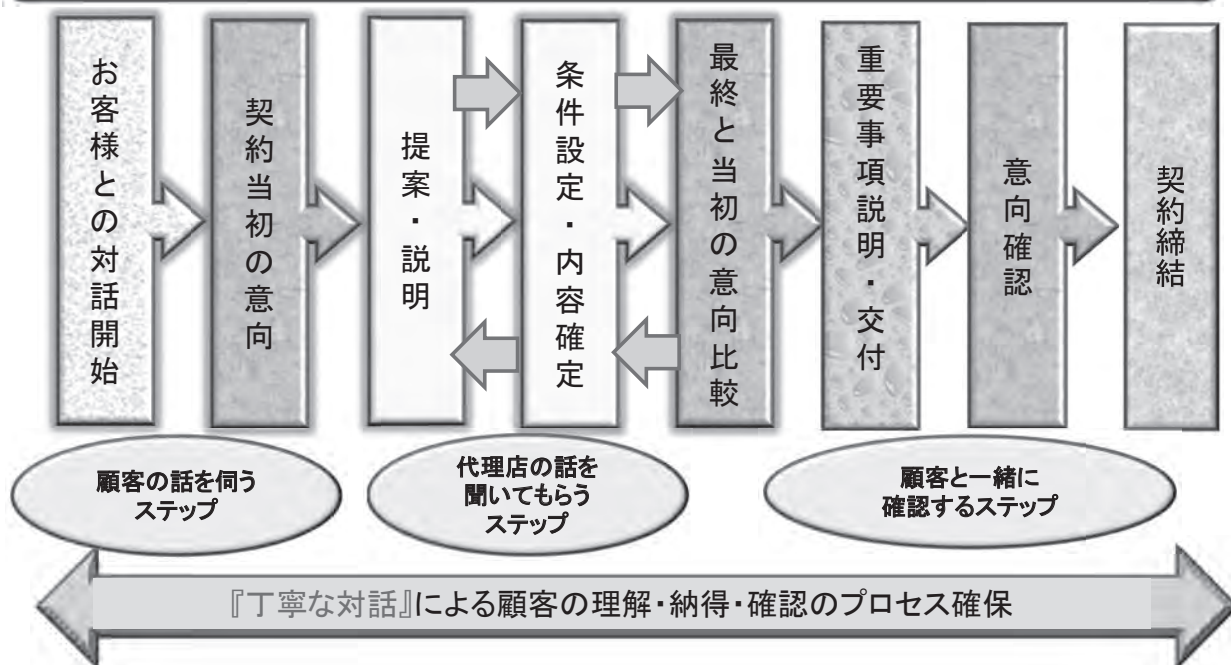 お客様との対話開始
契約当初の意向
提案・説明
条件設定・内容確定
最終と当初の意向比較
重要事項説明・交付
意向確認
契約締結
顧客の話を伺う
ステップ
代理店の話を
聞いてもらう
ステップ
顧客と一緒に
確認するステップ
『丁寧な対話』による顧客の理解・納得・確認のプロセス確保